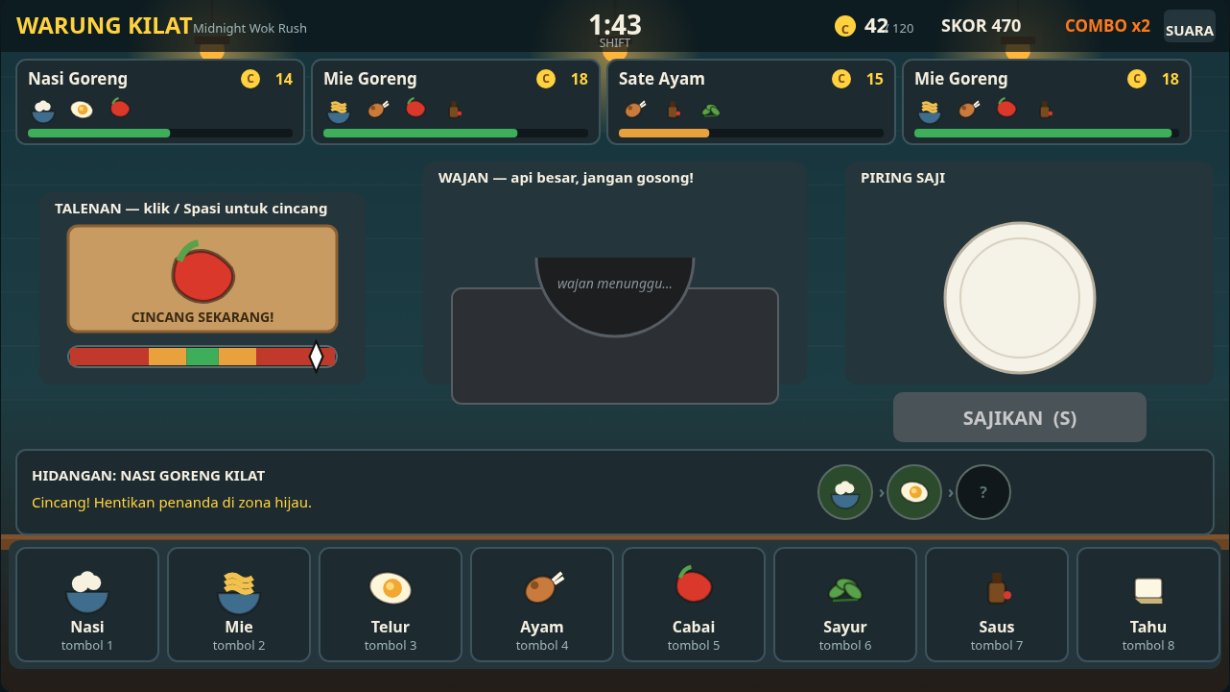 WARUNG KILAT Midnight Wok Rush
1:43
SHIFT
C 42 / 120
SKOR 470
COMBO x2
SUARA
Nasi Goreng C 14
Mie Goreng C 18
Sate Ayam C 15
Mie Goreng C 18
TALENAN — klik / Spasi untuk cincang
CINCANG SEKARANG!
WAJAN — api besar, jangan gosong!
wajan menunggu...
PIRING SAJI
SAJIKAN (S)
HIDANGAN: NASI GORENG KILAT
Cincang! Hentikan penanda di zona hijau.
› › ?
Nasi
tombol 1
Mie
tombol 2
Telur
tombol 3
Ayam
tombol 4
Cabai
tombol 5
Sayur
tombol 6
Saus
tombol 7
Tahu
tombol 8